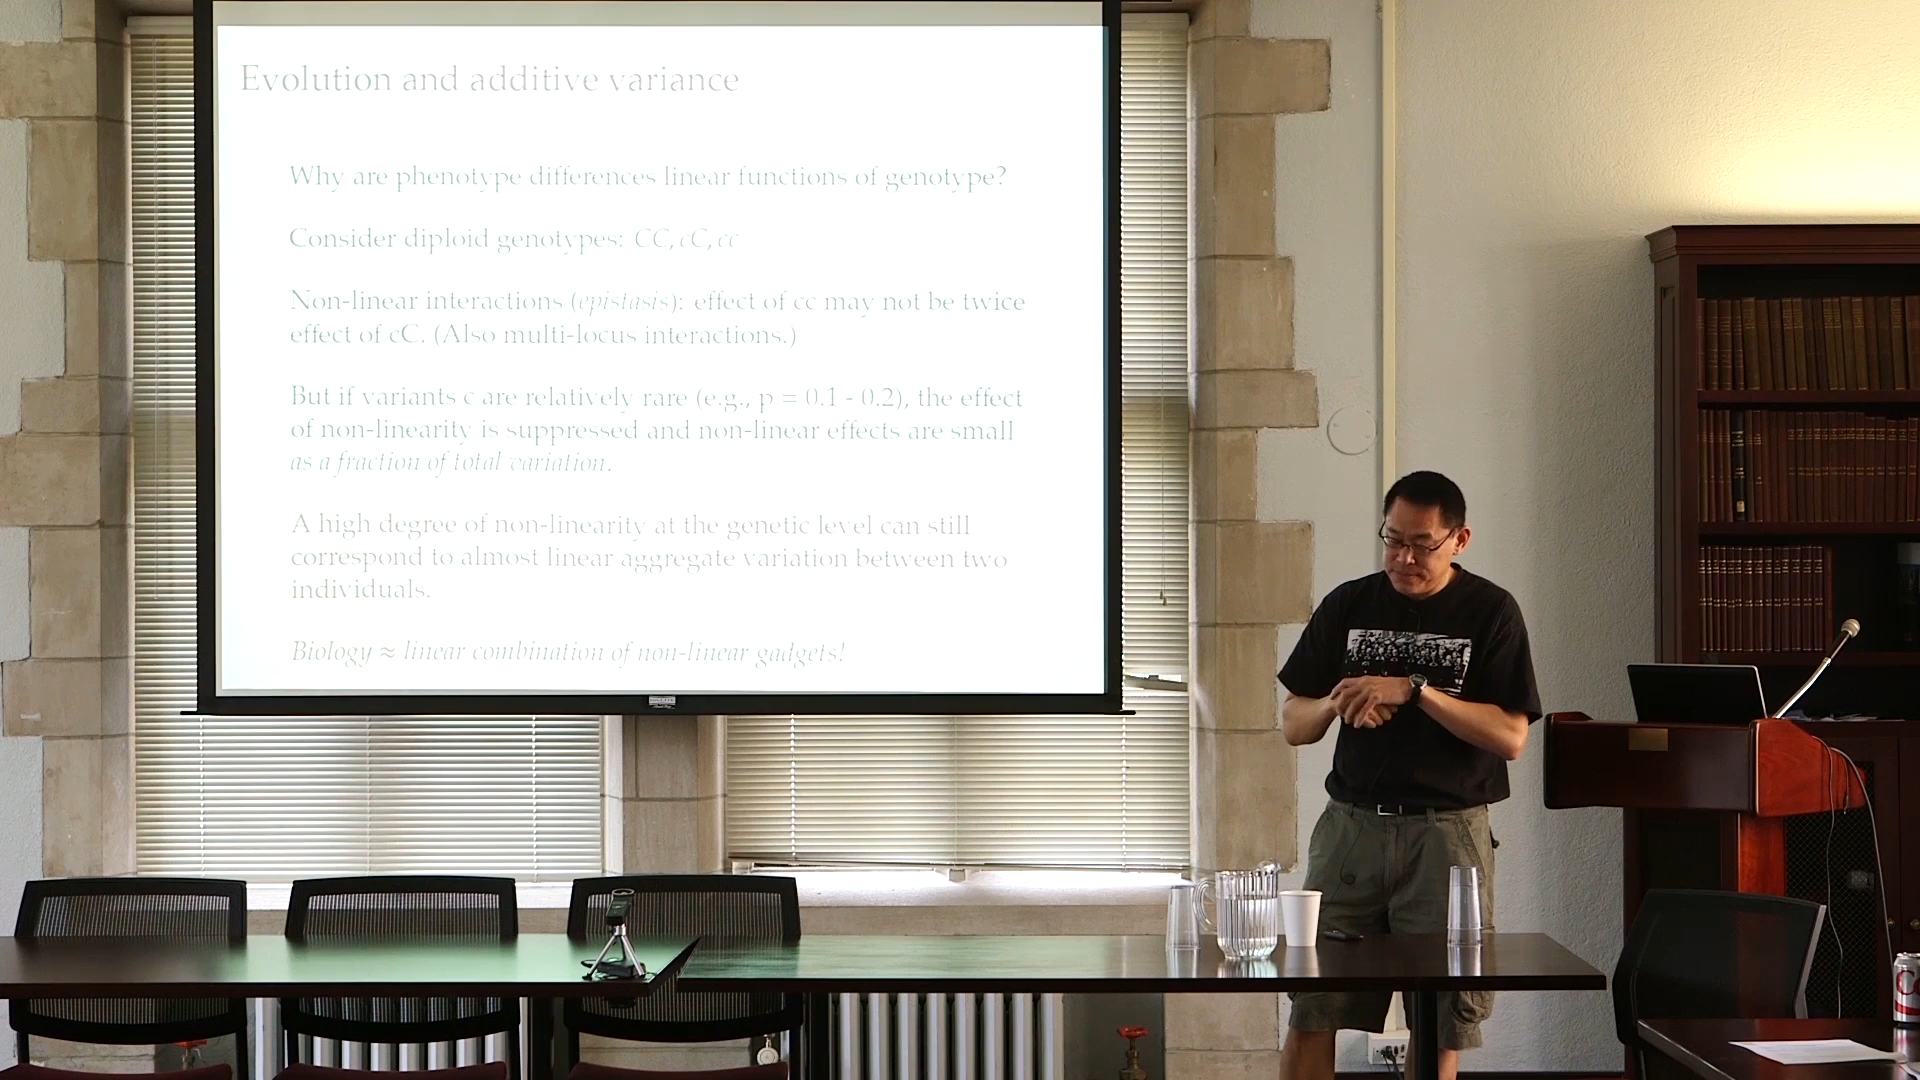 Evolution and additive variance
Why are phenotype differences linear functions of genotype?
Consider diploid genotypes: CC, cC, cc
Non-linear interactions (epistasis): effect of cc may not be twice
effect of cC. (Also multi-locus interactions.)
But if variants c are relatively rare (e.g., p = 0.1 - 0.2), the effect
of non-linearity is suppressed and non-linear effects are small
as a fraction of total variation.
A high degree of non-linearity at the genetic level can still
correspond to almost linear aggregate variation between two
individuals.
Biology ≈ linear combination of non-linear gadgets!